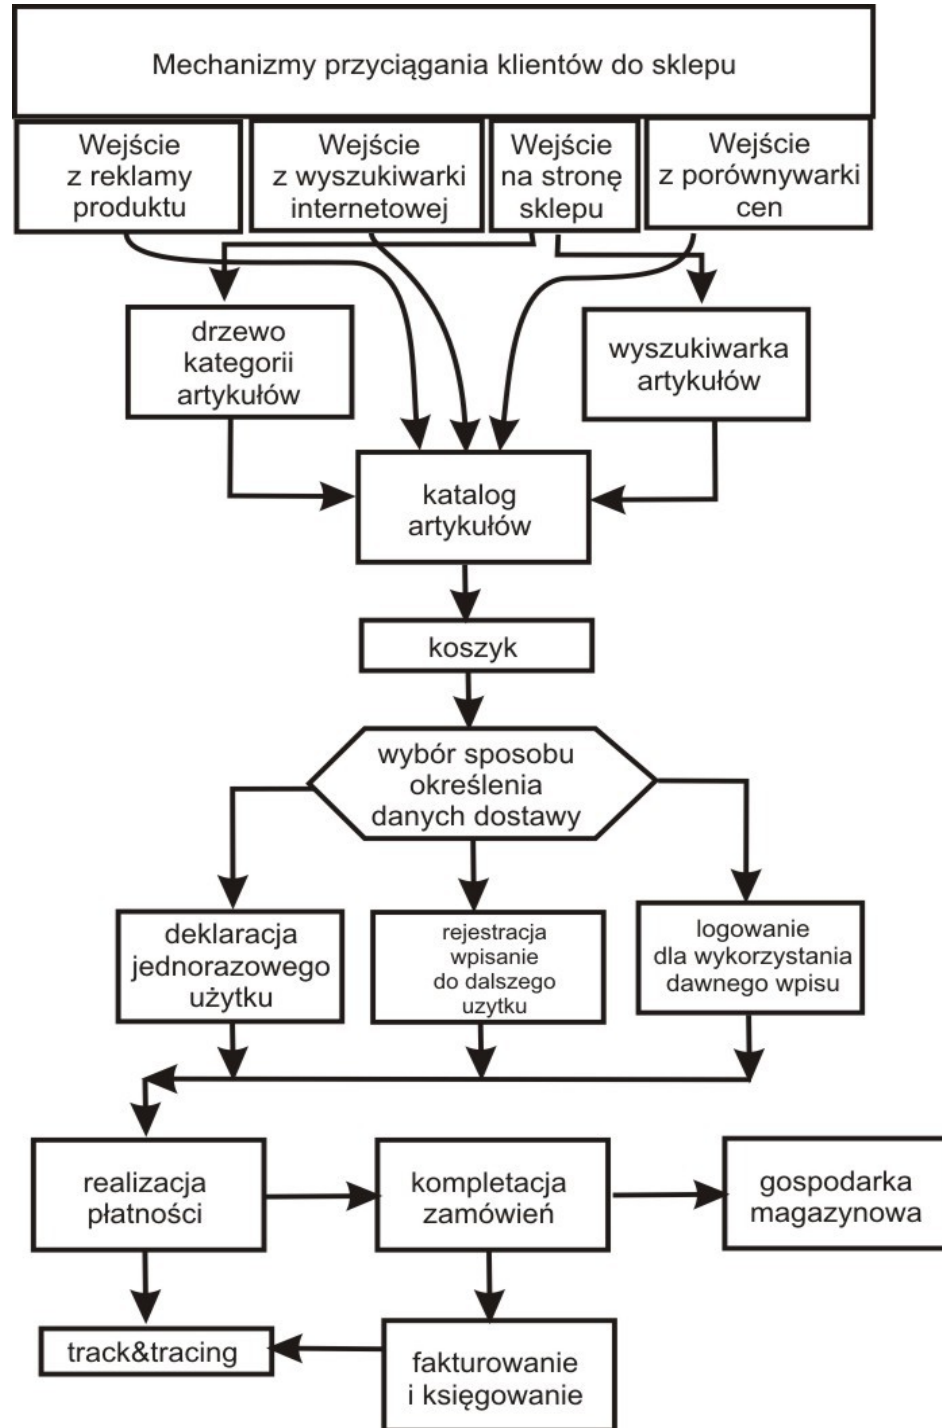 Mechanizmy przyciągania klientów do sklepu
Wejście
z reklamy
produktu
Wejście
z wyszukiwarki
internetowej
Wejście
na stronę
sklepu
Wejście
z porównywarki
cen
drzewo
kategorii
artykułów
wyszukiwarka
artykułów
katalog
artykułów
koszyk
wybór sposobu
określenia
danych dostawy
deklaracja
jednorazowego
użytku
rejestracja
wpisanie
do dalszego
uzytku
logowanie
dla wykorzystania
dawnego wpisu
realizacja
płatności
kompletacja
zamówień
gospodarka
magazynowa
track&tracing
fakturowanie
i księgowanie